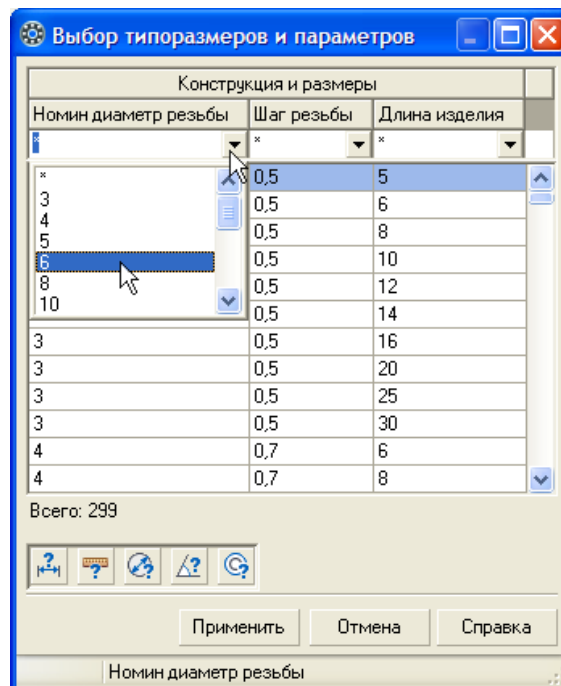 Выбор типоразмеров и параметров
Конструкция и размеры
Номин диаметр резьбы Шаг резьбы Длина изделия
* * *
* 0,5 5
3 0,5 6
4 0,5 8
5
6 0,5 10
8 0,5 12
10 0,5 14
3 0,5 16
3 0,5 20
3 0,5 25
3 0,5 30
4 0,7 6
4 0,7 8
Всего: 299
? ? ? ? ?
Применить Отмена Справка
Номин диаметр резьбы